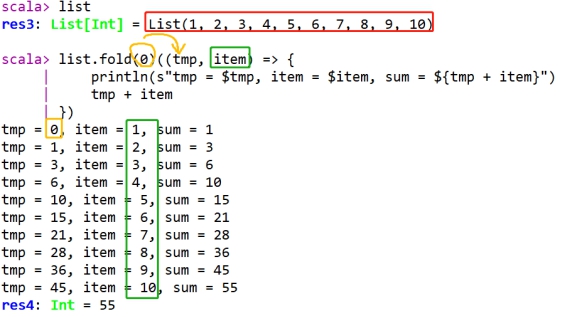 scala> list
res3: List[Int] = List(1, 2, 3, 4, 5, 6, 7, 8, 9, 10)
scala> list.fold(0)((tmp, item) => {
| println(s"tmp = $tmp, item = $item, sum = ${tmp + item}")
| tmp + item
| })
tmp = 0, item = 1, sum = 1
tmp = 1, item = 2, sum = 3
tmp = 3, item = 3, sum = 6
tmp = 6, item = 4, sum = 10
tmp = 10, item = 5, sum = 15
tmp = 15, item = 6, sum = 21
tmp = 21, item = 7, sum = 28
tmp = 28, item = 8, sum = 36
tmp = 36, item = 9, sum = 45
tmp = 45, item = 10, sum = 55
res4: Int = 55